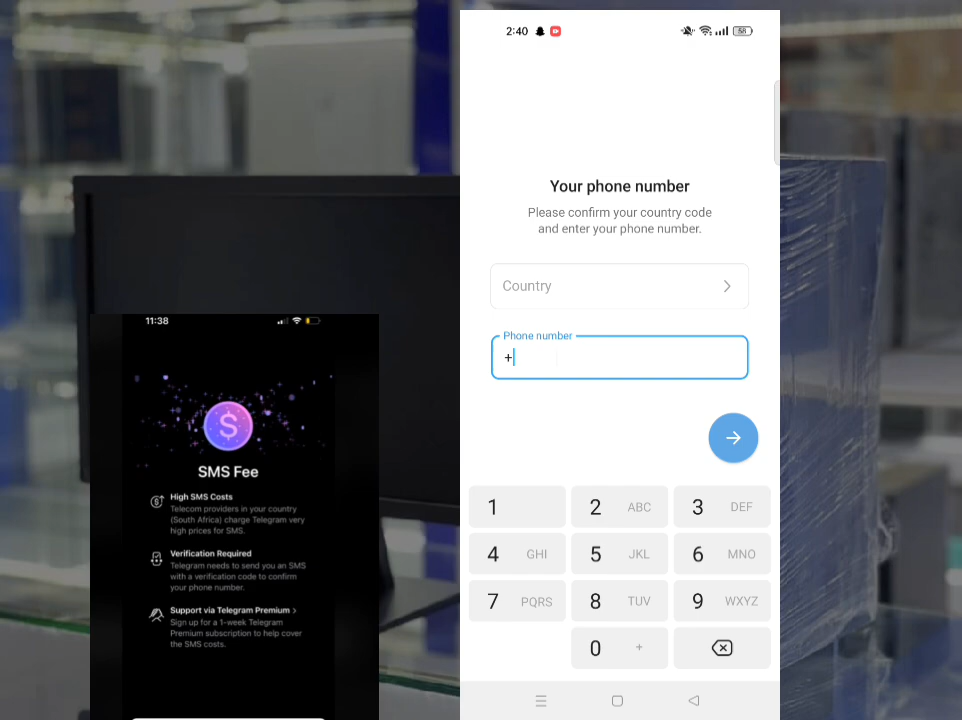 2:40
58
Your phone number
Please confirm your country code
and enter your phone number.
Country
Phone number
+
1
2 ABC
3 DEF
4 GHI
5 JKL
6 MNO
7 PQRS
8 TUV
9 WXYZ
0 +
11:38
$
SMS Fee
High SMS Costs
Telecom providers in your country
(South Africa) charge Telegram very
high prices for SMS.
Verification Required
Telegram needs to send you an SMS
with a verification code to confirm
your phone number.
Support via Telegram Premium >
Sign up for a 1-week Telegram
Premium subscription to help cover
the SMS costs.